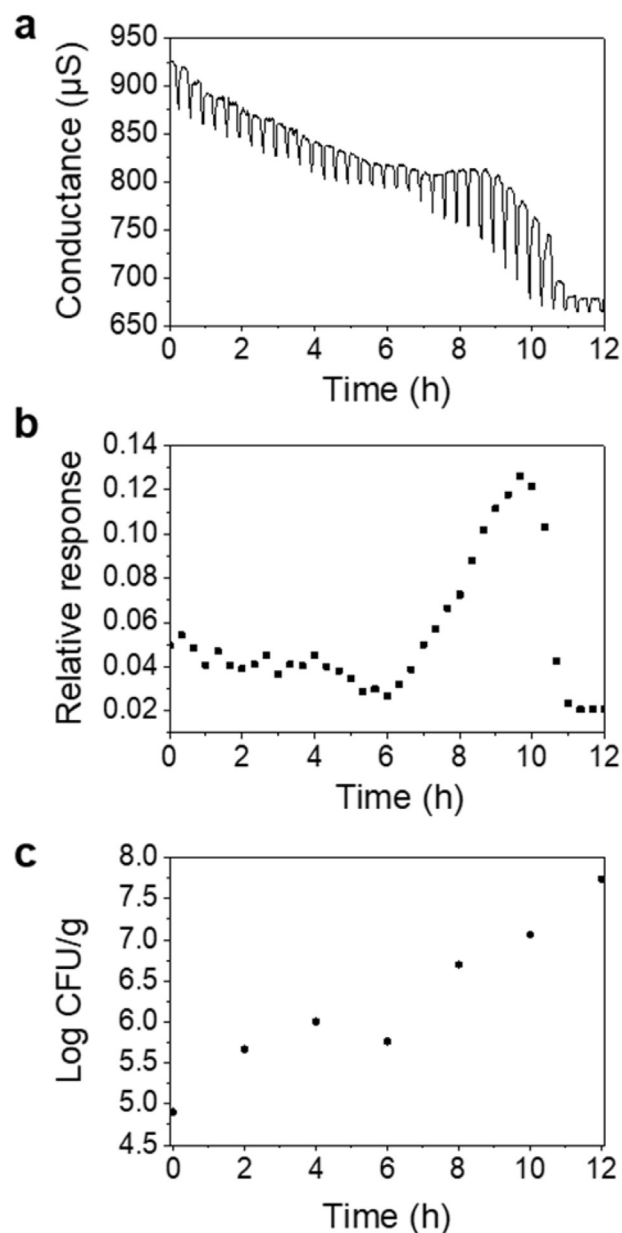 a
Conductance (µS)
950
900
850
800
750
700
650
0 2 4 6 8 10 12
Time (h)
b
Relative response
0.14
0.12
0.10
0.08
0.06
0.04
0.02
0 2 4 6 8 10 12
Time (h)
c
Log CFU/g
8.0
7.5
7.0
6.5
6.0
5.5
5.0
4.5
0 2 4 6 8 10 12
Time (h)